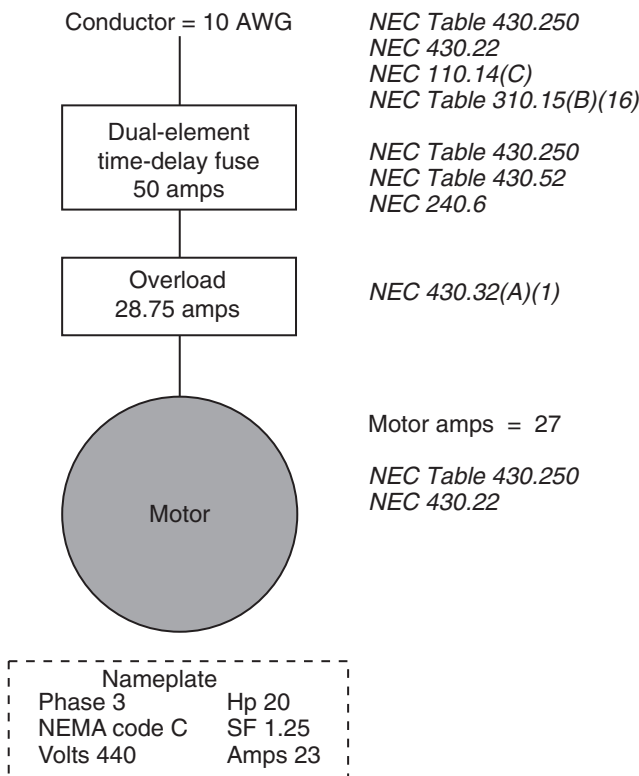 Conductor = 10 AWG
NEC Table 430.250
NEC 430.22
NEC 110.14(C)
NEC Table 310.15(B)(16)
Dual-element
time-delay fuse
50 amps
NEC Table 430.250
NEC Table 430.52
NEC 240.6
Overload
28.75 amps
NEC 430.32(A)(1)
Motor amps = 27
NEC Table 430.250
NEC 430.22
Motor
Nameplate
Phase 3 Hp 20
NEMA code C SF 1.25
Volts 440 Amps 23